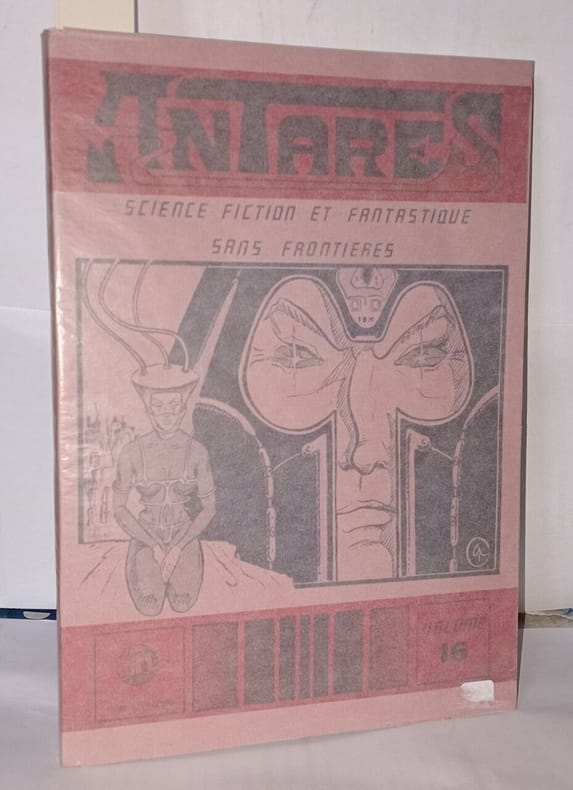 ANTARES
SCIENCE FICTION ET FANTASTIQUE
SANS FRONTIERES
IBM
VOLUME
16